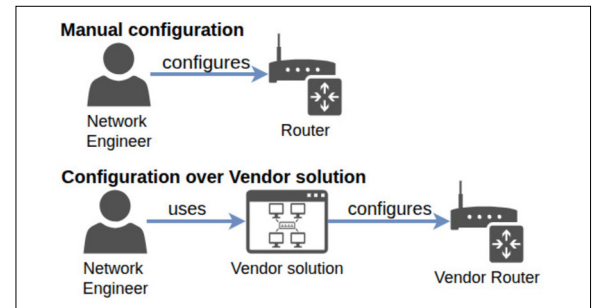 Manual configuration
configures
Network
Engineer
Router
Configuration over Vendor solution
uses
configures
Network
Engineer
Vendor solution
Vendor Router